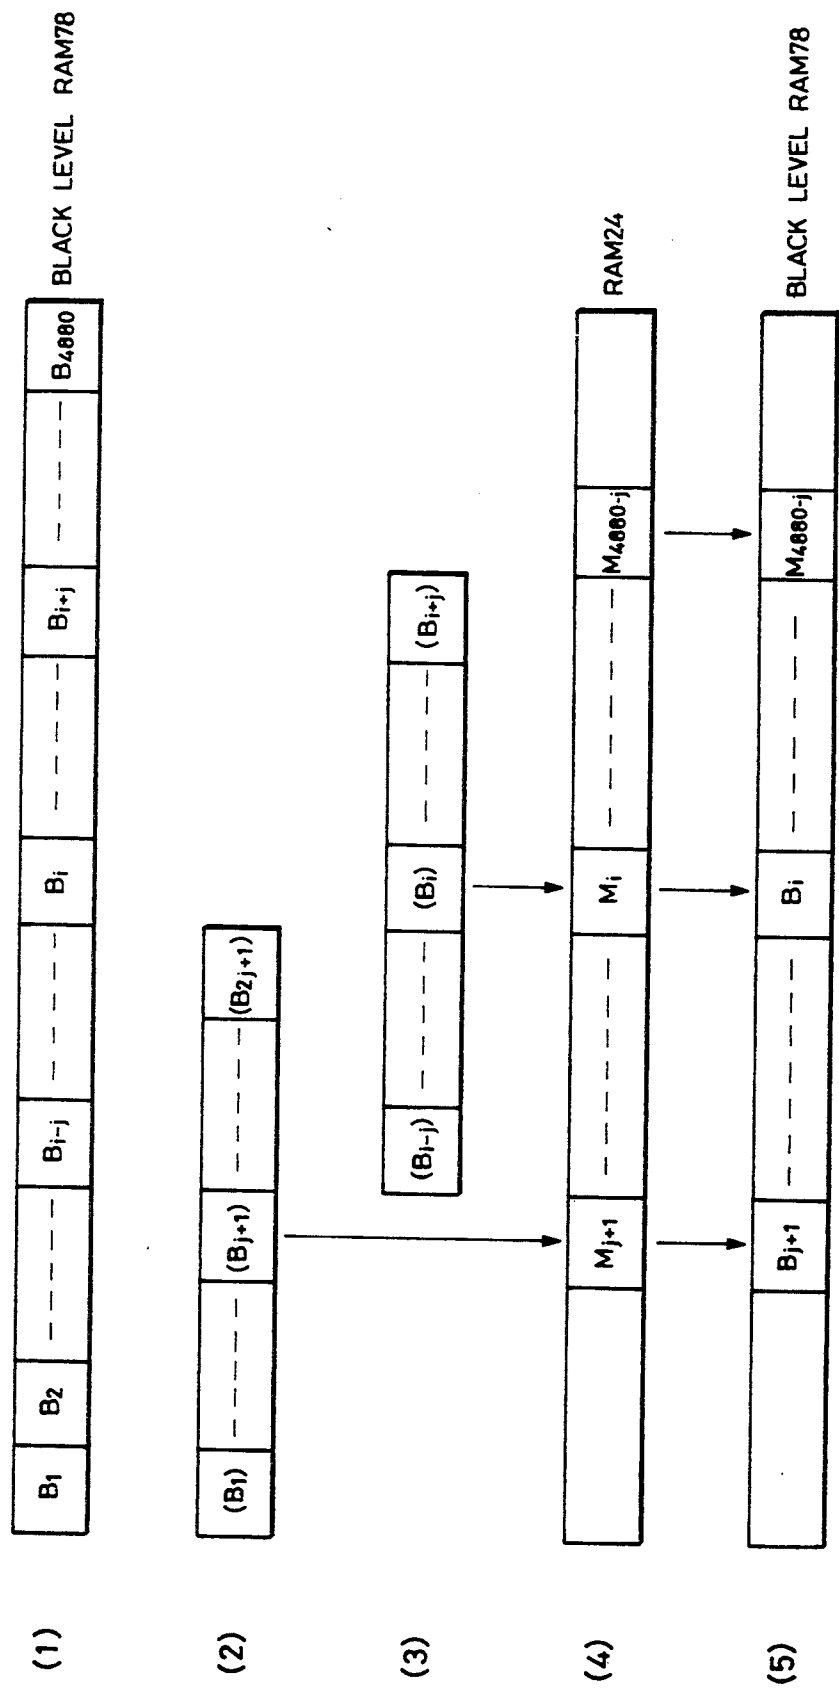 (1) B1 B2 – – – – – Bi-j – – – – – Bi – – – – – Bi+j – – – – – B4880 BLACK LEVEL RAM78
(2) (B1) – – – – – (Bj+1) – – – – – (B2j+1)
(3) (Bi-j) – – – – – (Bi) – – – – – (Bi+j)
(4) Mj+1 – – – – – – Mi – – – – – – M4880-j RAM24
(5) Bj+1 – – – – – – Bi – – – – – – M4880-j BLACK LEVEL RAM78